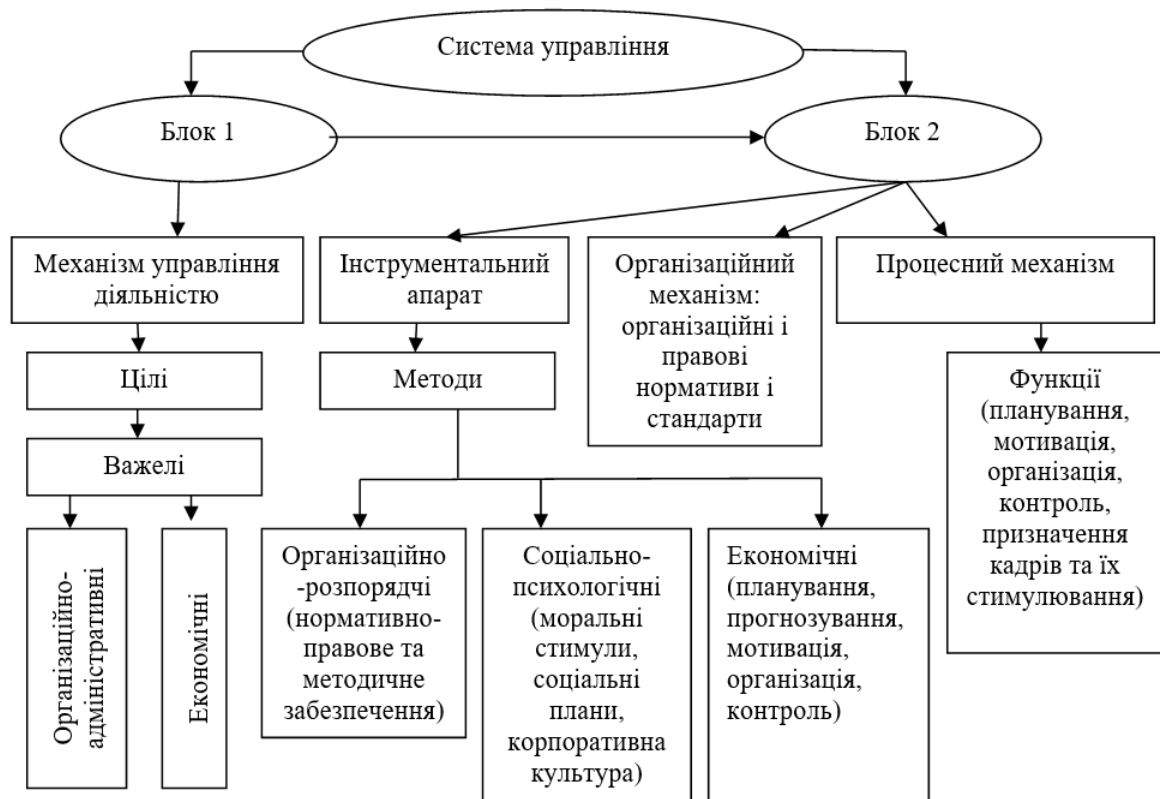 Система управління
Блок 1
Блок 2
Механізм управління
діяльністю
Інструментальний
апарат
Організаційний
механізм:
організаційні і
правові
нормативи і
стандарти
Процесний механізм
Цілі
Методи
Функції
(планування,
мотивація,
організація,
контроль,
призначення
кадрів та їх
стимулювання)
Важелі
Організаційно-
адміністративні
Економічні
Організаційно
-розпорядчі
(нормативно-
правове та
методичне
забезпечення)
Соціально-
психологічні
(моральні
стимули,
соціальні
плани,
корпоративна
культура)
Економічні
(планування,
прогнозування,
мотивація,
організація,
контроль)